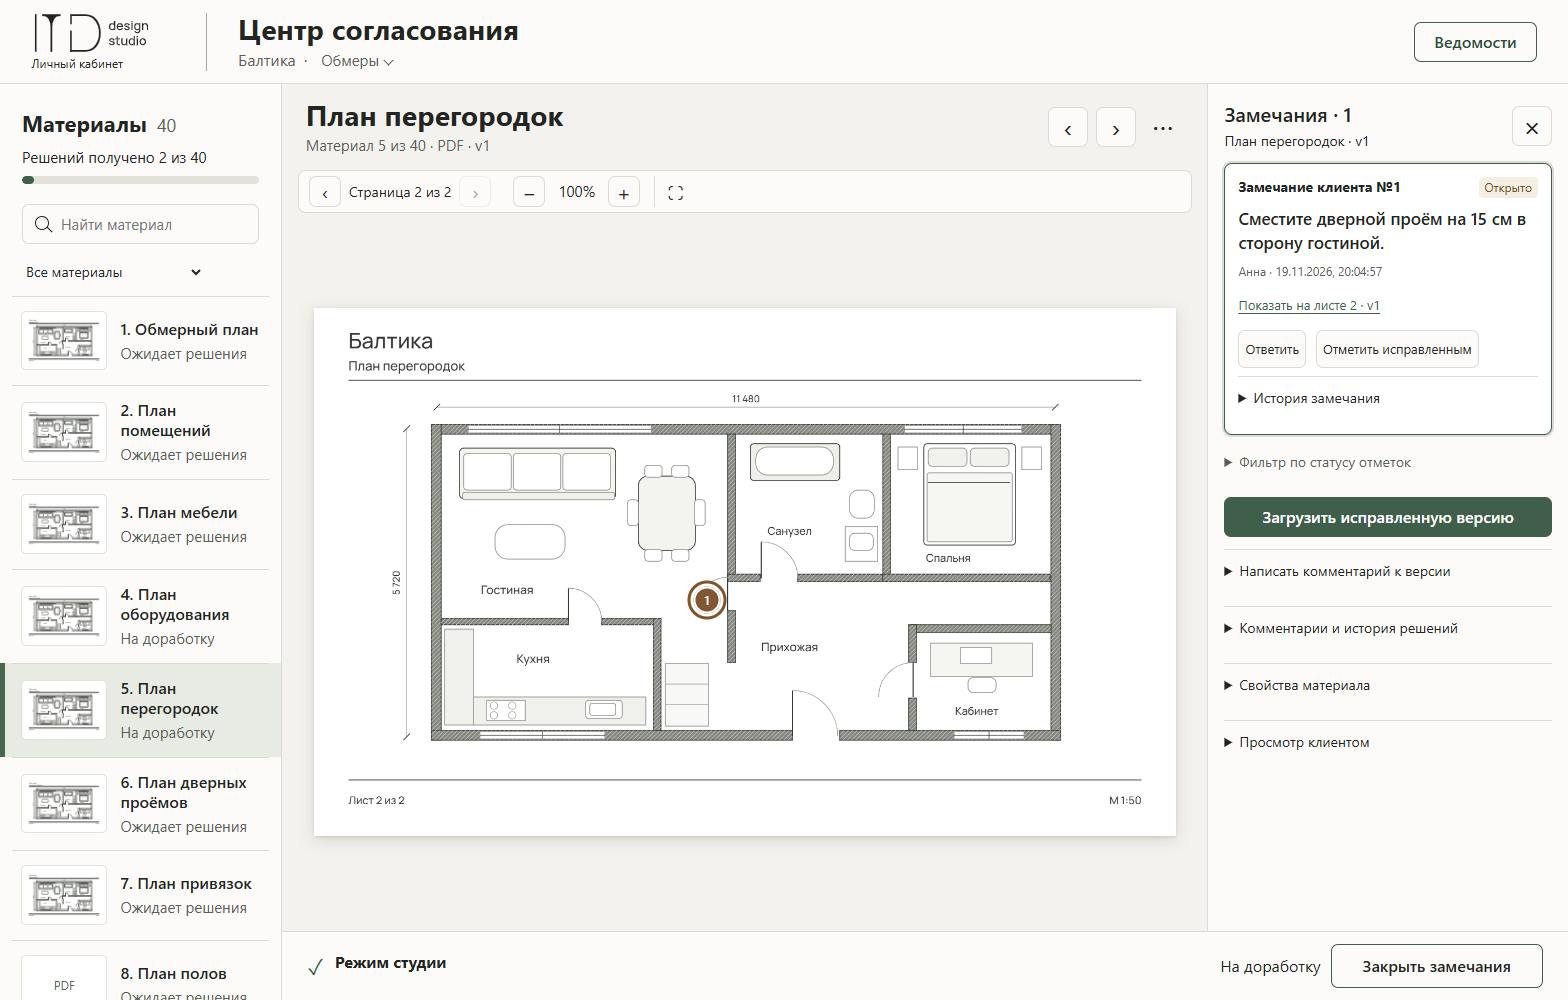 ITD design studio
Личный кабинет
Центр согласования
Балтика · Обмеры
Ведомости
Материалы 40
Решений получено 2 из 40
Найти материал
Все материалы
1. Обмерный план
Ожидает решения
2. План
помещений
Ожидает решения
3. План мебели
Ожидает решения
4. План
оборудования
На доработку
5. План
перегородок
На доработку
6. План дверных
проёмов
Ожидает решения
7. План привязок
Ожидает решения
PDF
8. План полов
Ожидает решения
План перегородок
Материал 5 из 40 · PDF · v1
Страница 2 из 2
100%
Балтика
План перегородок
11 480
5 720
Гостиная
Санузел
Спальня
1
Кухня
Прихожая
Кабинет
Лист 2 из 2
М 1:50
Замечания · 1
План перегородок · v1
Замечание клиента №1
Открыто
Сместите дверной проём на 15 см в
сторону гостиной.
Анна · 19.11.2026, 20:04:57
Показать на листе 2 · v1
Ответить
Отметить исправленным
История замечания
Фильтр по статусу отметок
Загрузить исправленную версию
Написать комментарий к версии
Комментарии и история решений
Свойства материала
Просмотр клиентом
Режим студии
На доработку
Закрыть замечания